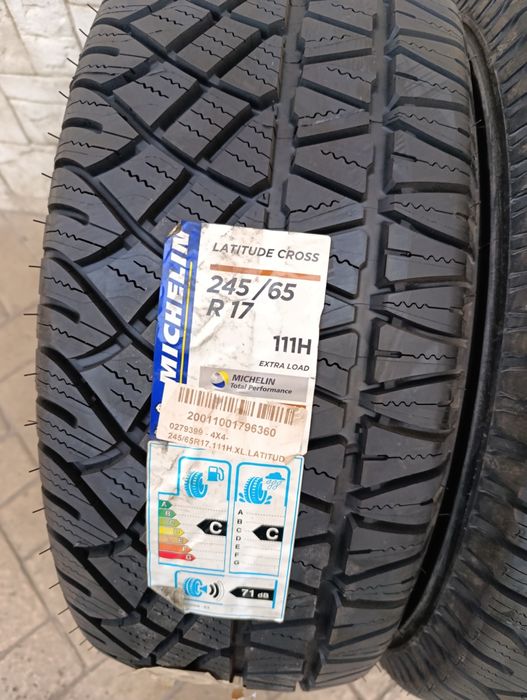 MICHELIN
LATITUDE CROSS
245/65
R 17
111H
EXTRA LOAD
MICHELIN
Total Performance
20011001796360
0279399 - 4X4-
245/65R17 111H XL LATITUD
A
B
C
D
E
F
G
C
A
B
C
D
E
F
G
C
71 dB